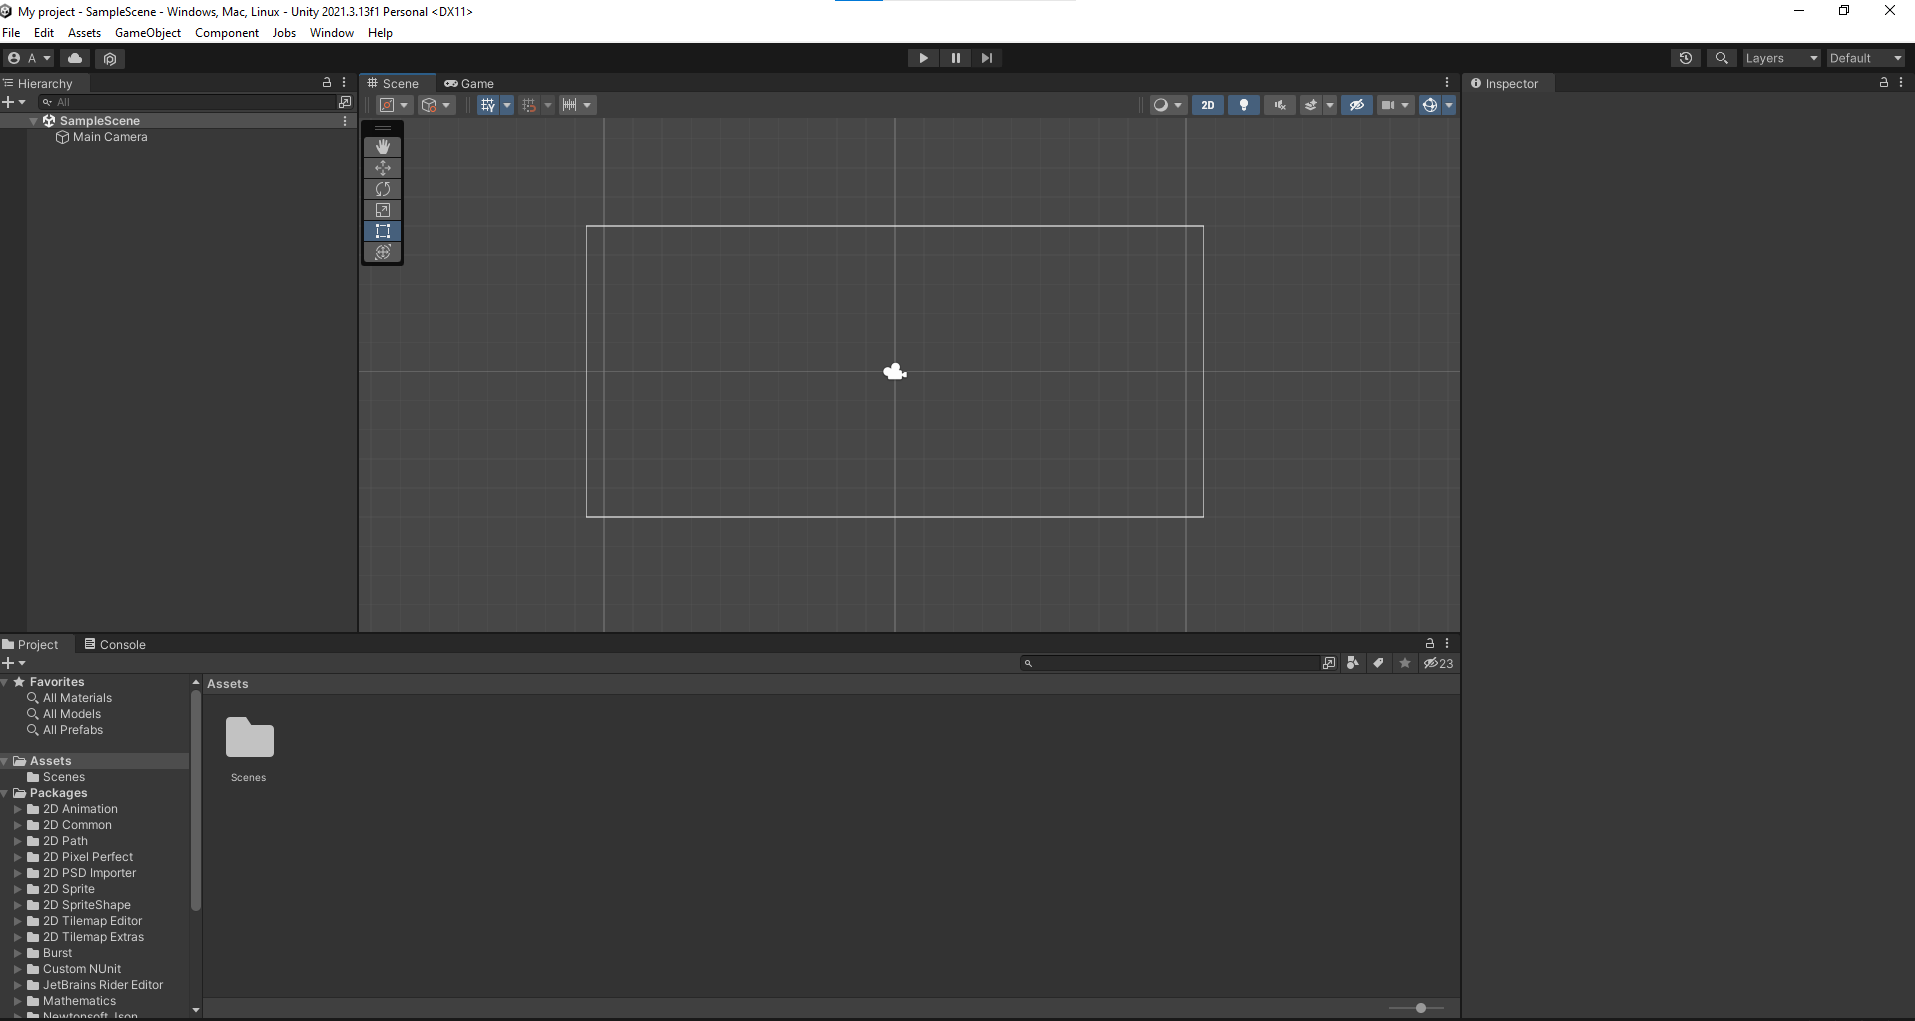 My project - SampleScene - Windows, Mac, Linux - Unity 2021.3.13f1 Personal <DX11>
File Edit Assets GameObject Component Jobs Window Help
A
Layers Default
Hierarchy
All
SampleScene
Main Camera
Scene Game
2D
Inspector
Project Console
23
Favorites
All Materials
All Models
All Prefabs
Assets
Scenes
Packages
2D Animation
2D Common
2D Path
2D Pixel Perfect
2D PSD Importer
2D Sprite
2D SpriteShape
2D Tilemap Editor
2D Tilemap Extras
Burst
Custom NUnit
JetBrains Rider Editor
Mathematics
Newtonsoft Json
Assets
Scenes